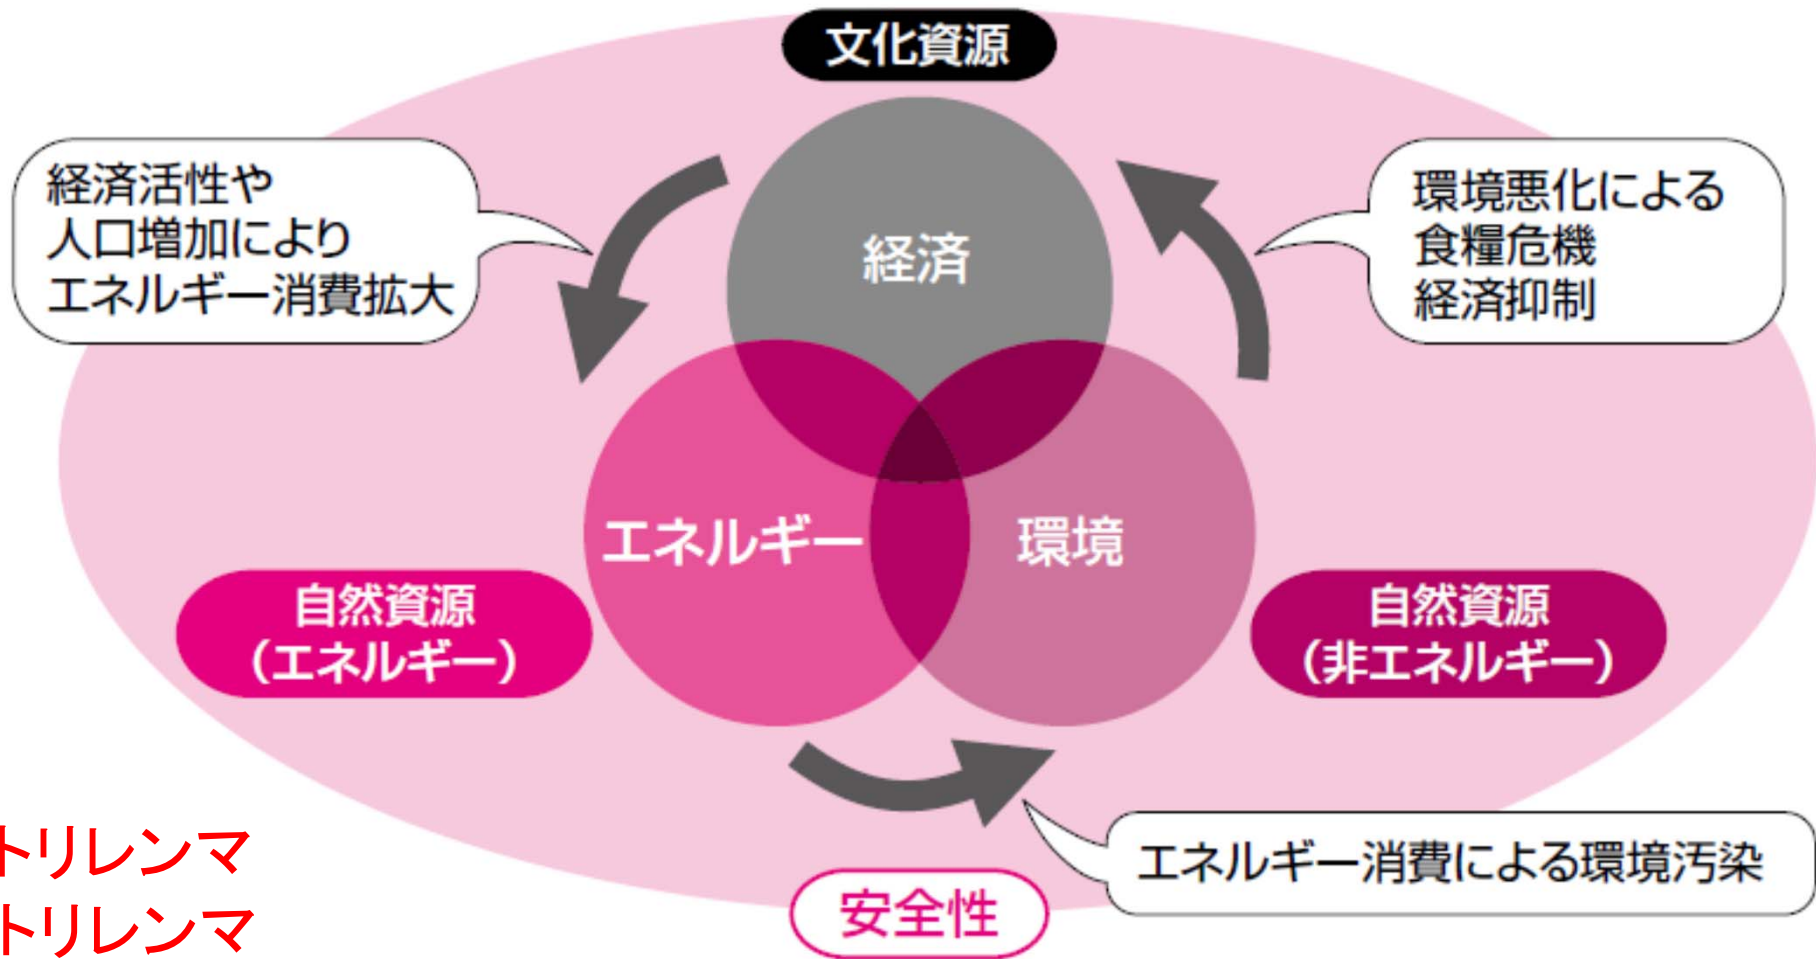 文化資源
経済活性や
人口増加により
エネルギー消費拡大
環境悪化による
食糧危機
経済抑制
経済
エネルギー
環境
自然資源
（エネルギー）
自然資源
（非エネルギー）
エネルギー消費による環境汚染
安全性
トリレンマ
トリレンマ